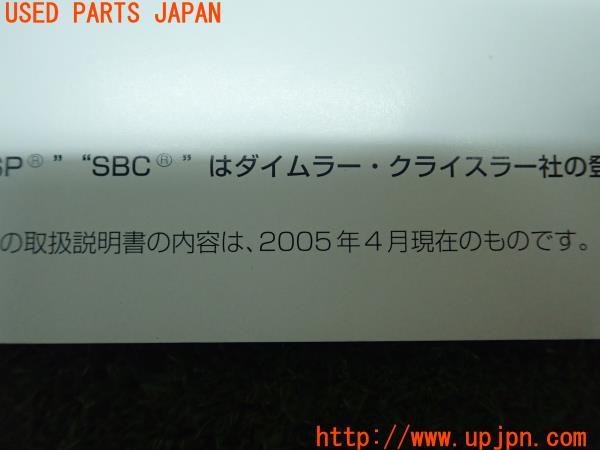 USED PARTS JAPAN
SP® ” “SBC® ” はダイムラー・クライスラー社の登
の取扱説明書の内容は、2005年4月現在のものです。
http://www.upjpn.com/